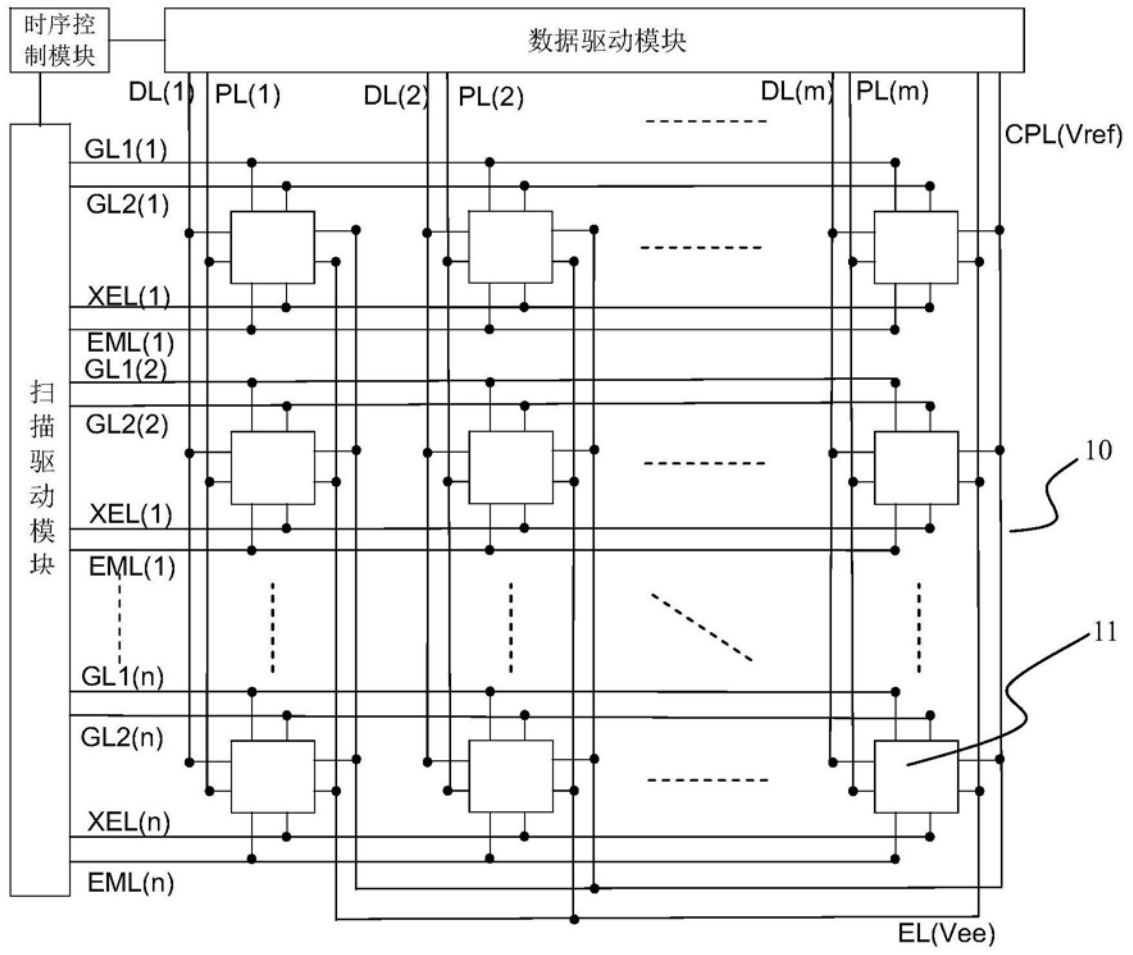 时序控
制模块
数据驱动模块
DL(1) PL(1) DL(2) PL(2) DL(m) PL(m)
CPL(Vref)
GL1(1)
GL2(1)
XEL(1)
EML(1)
GL1(2)
GL2(2)
扫描驱动模块
10
XEL(1)
EML(1)
11
GL1(n)
GL2(n)
XEL(n)
EML(n)
EL(Vee)